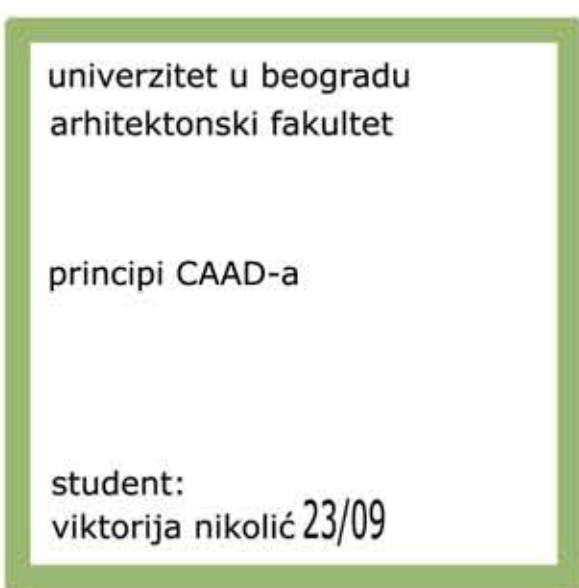 univerzitet u beogradu
arhitektonski fakultet
principi CAAD-a
student:
viktorija nikolić 23/09